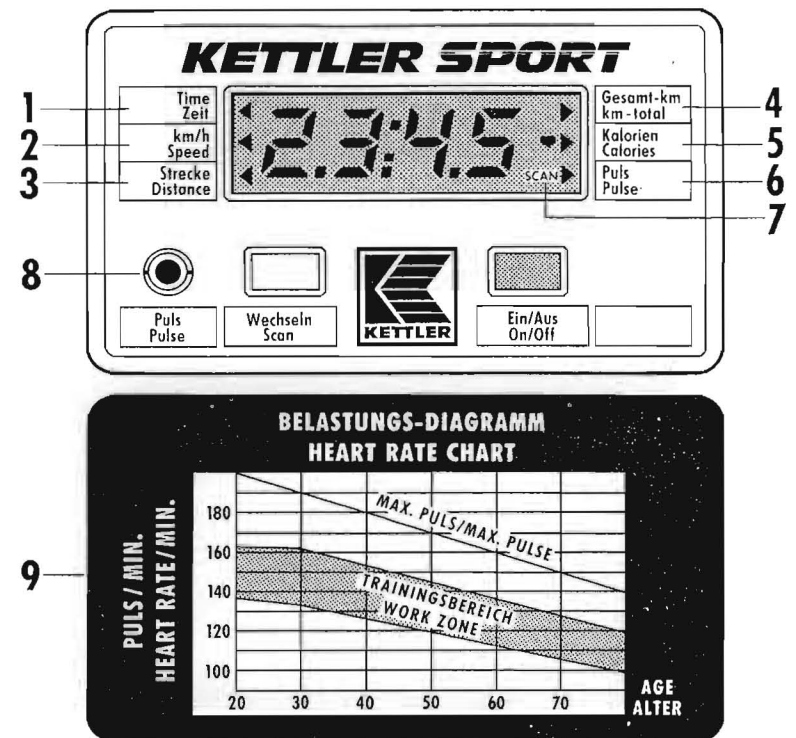 KETTLER SPORT
1
Time
Zeit
2
km/h
Speed
3
Strecke
Distance
2.3:4.5
SCAN
Gesamt-km
km-total
4
Kalorien
Calories
5
Puls
Pulse
6
7
8
Puls
Pulse
Wechseln
Scan
KETTLER
Ein/Aus
On/Off
BELASTUNGS-DIAGRAMM
HEART RATE CHART
9
PULS / MIN.
HEART RATE/MIN.
180
160
140
120
100
MAX. PULS/MAX. PULSE
TRAININGSBEREICH
WORK ZONE
20 30 40 50 60 70
AGE
ALTER